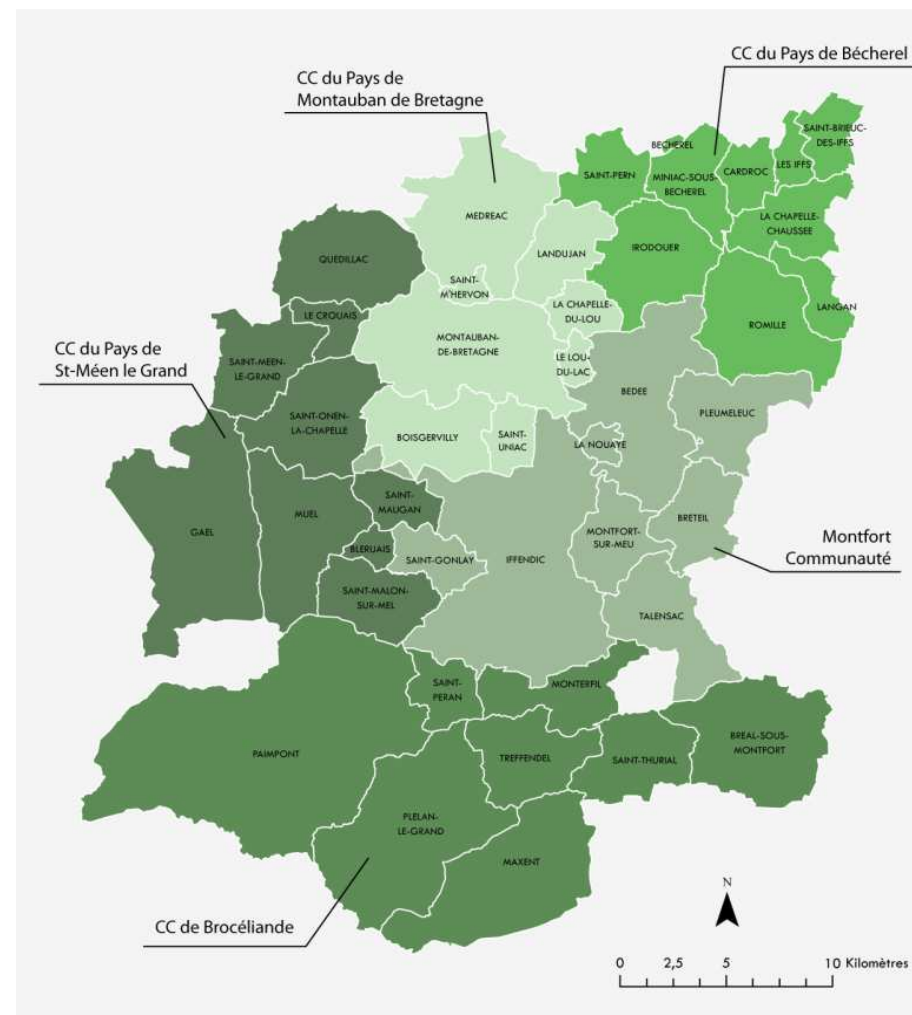 CC du Pays de Bécherel
CC du Pays de
Montauban de Bretagne
SAINT-BRIEUC-
DES-IFFS
BECHEREL
LES IFFS
SAINT-PERN
MINIAC-SOUS-
BECHEREL
CARDROC
MEDREAC
LA CHAPELLE-
CHAUSSEE
IRODOUER
LANDUJAN
QUEDILLAC
SAINT-
M'HERVON
LA CHAPELLE-
DU-LOU
LANGAN
LE CROUAIS
ROMILLE
MONTAUBAN-
DE-BRETAGNE
CC du Pays de
St-Méen le Grand
SAINT-MEEN-
LE-GRAND
LE LOU-
DU-LAC
BEDEE
SAINT-ONEN-
LA-CHAPELLE
PLEUMELEUC
BOISGERVILLY
SAINT-
UNIAC
LA NOUAYE
SAINT-
MAUGAN
MUEL
BRETEIL
GAEL
MONTFORT-
SUR-MEU
Montfort
Communauté
BLERUAIS
SAINT-GONLAY
IFFENDIC
SAINT-MALON-
SUR-MEL
TALENSAC
SAINT-
PERAN
MONTERFIL
BREAL-SOUS-
MONTFORT
PAIMPONT
TREFFENDEL
SAINT-THURIAL
PLELAN-
LE-GRAND
MAXENT
N
CC de Brocéliande
0 2,5 5 10 Kilomètres